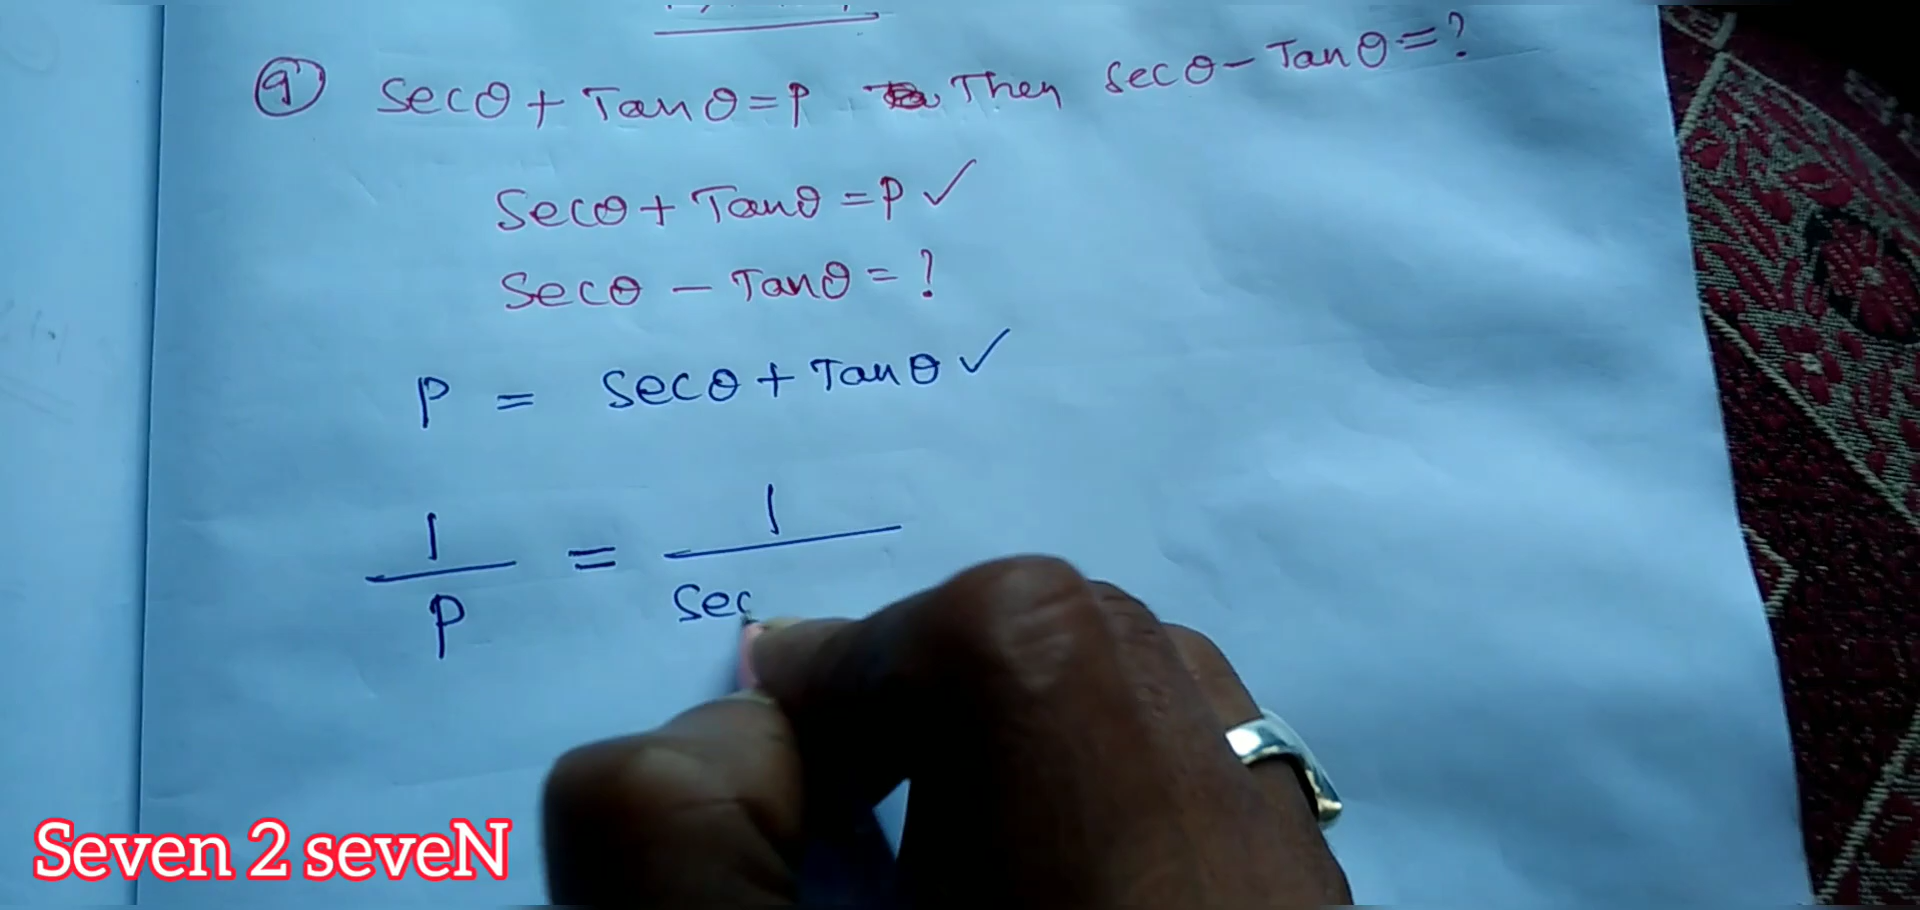 9) Secθ + Tanθ = P Then Secθ - Tanθ = ?
Secθ + Tanθ = P ✓
Secθ - Tanθ = ?
P = Secθ + Tanθ ✓
1/P = 1/Sec
Seven 2 seveN